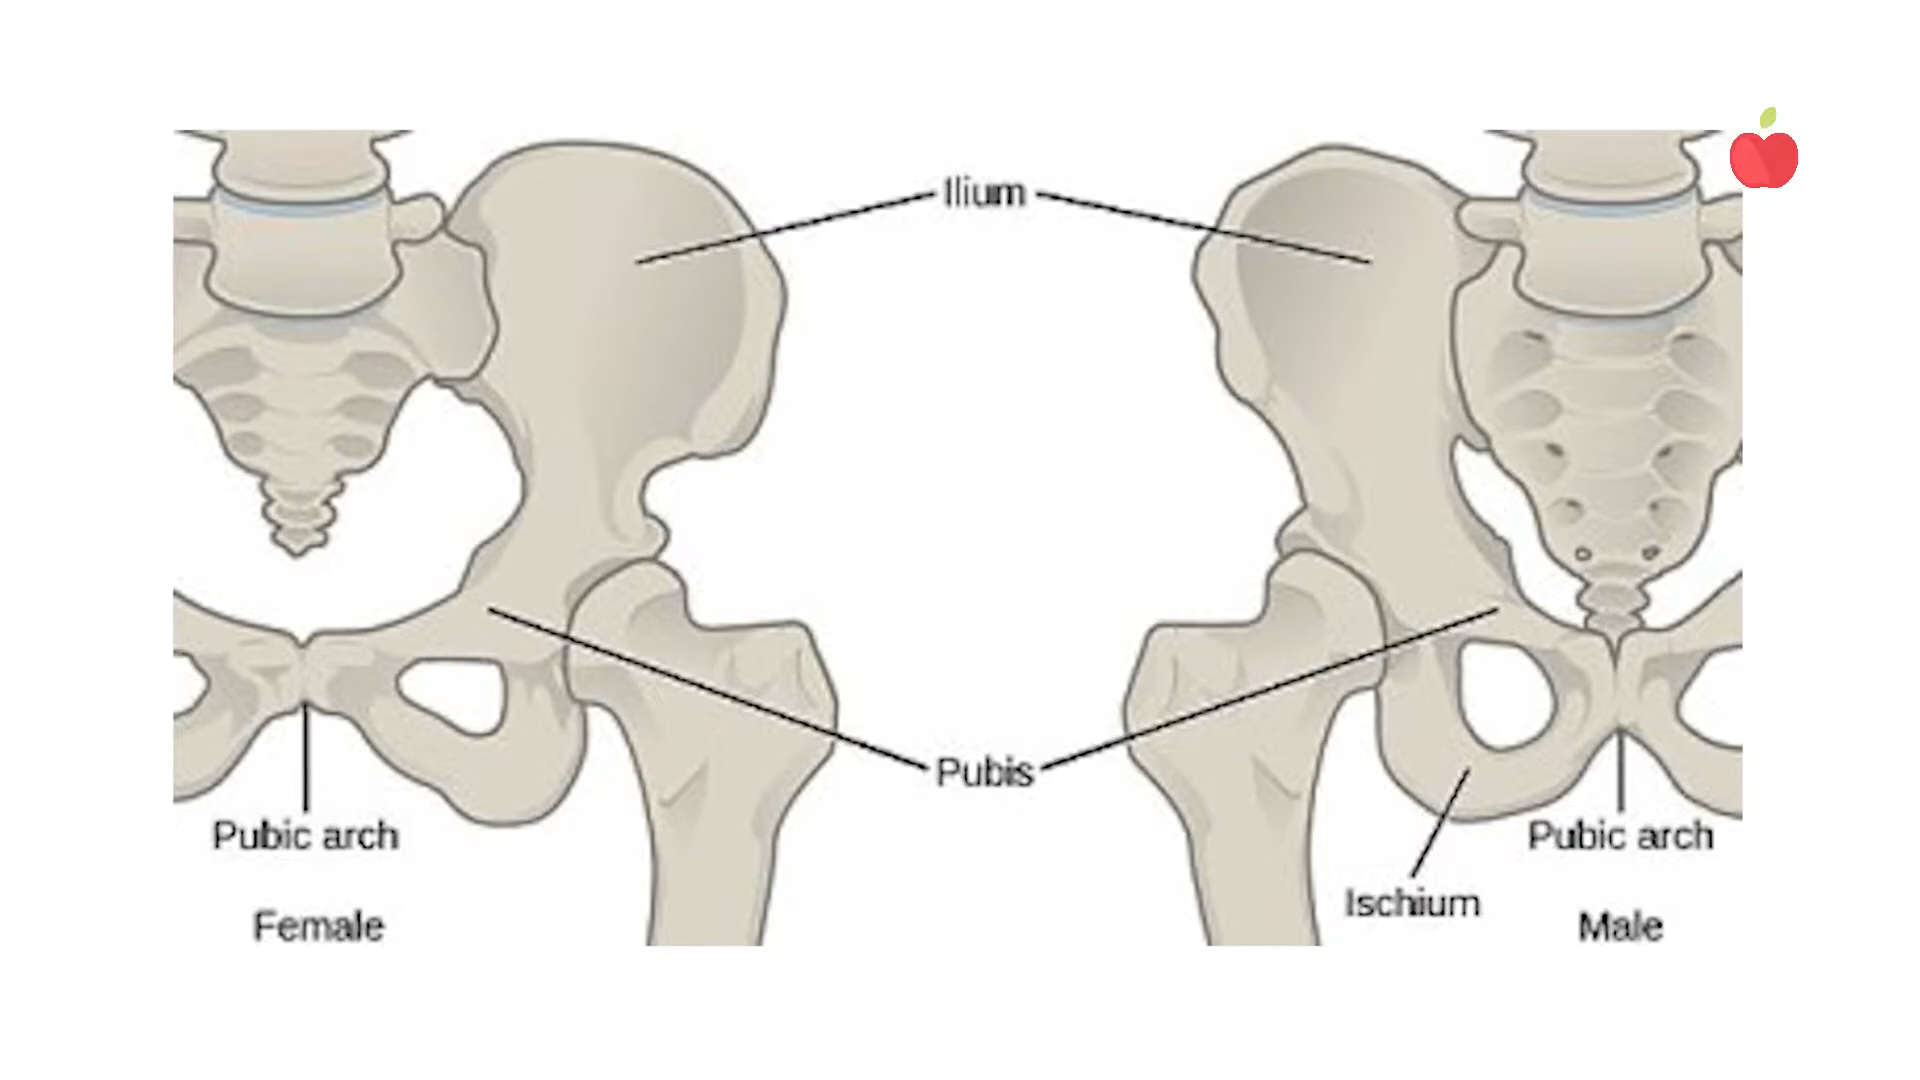 Ilium
Pubis
Pubic arch
Pubic arch
Ischium
Female
Male